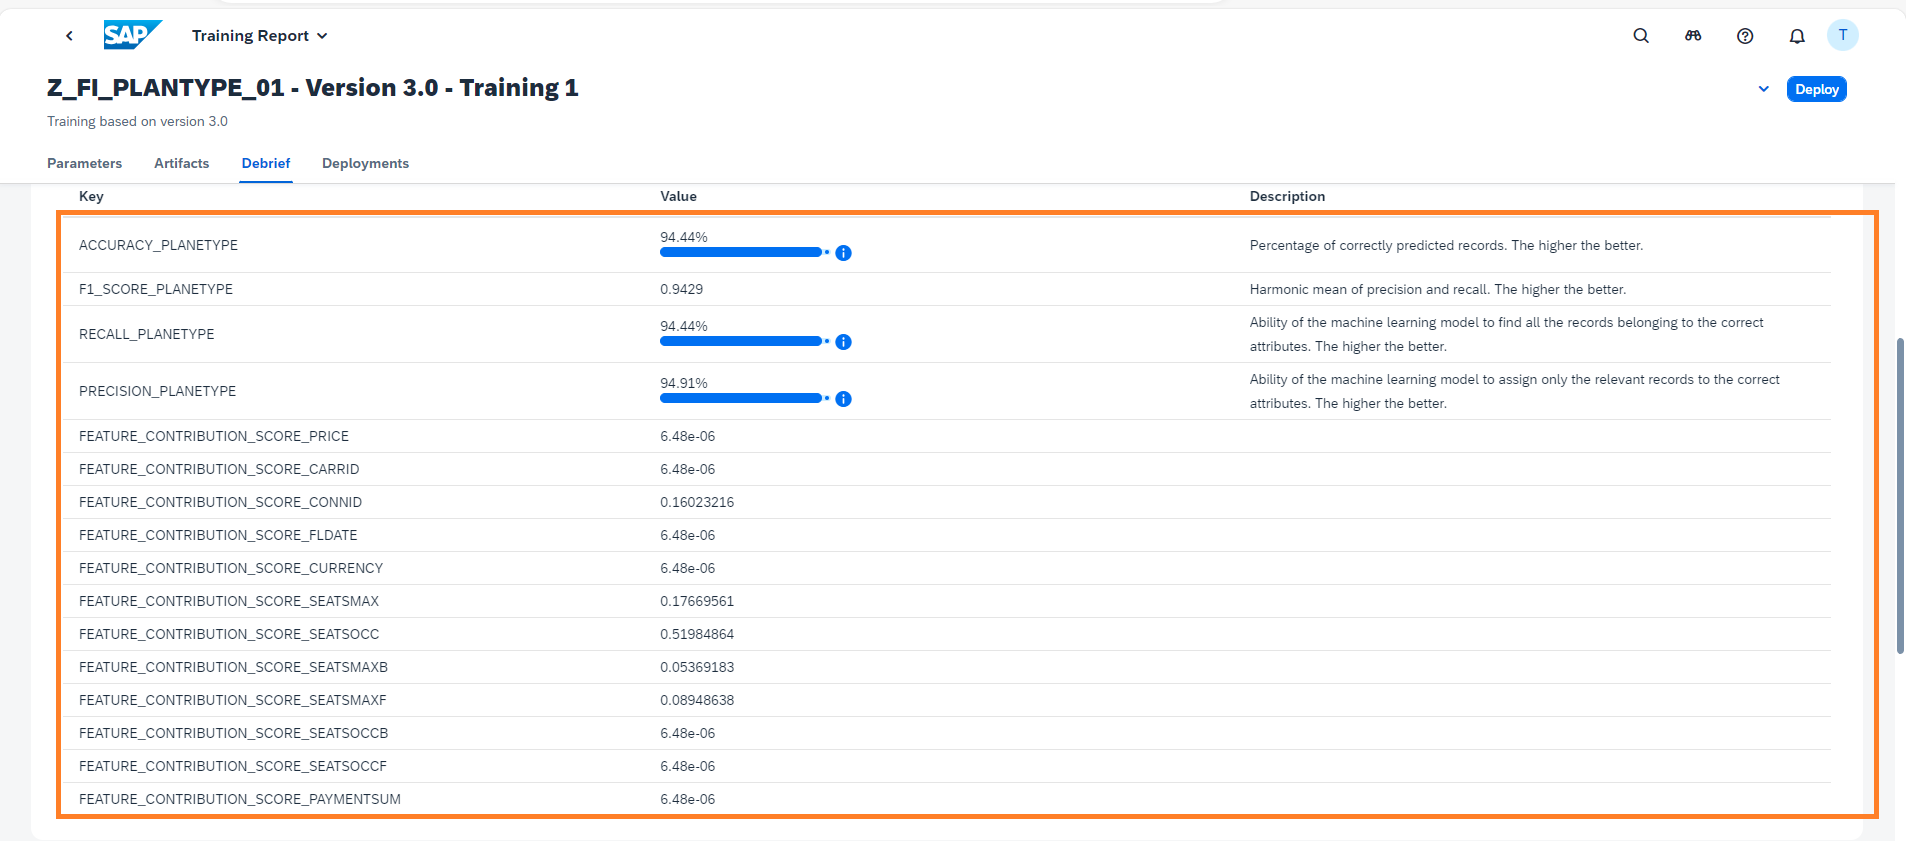 SAP Training Report
T
Z_FI_PLANTYPE_01 - Version 3.0 - Training 1
Deploy
Training based on version 3.0
Parameters Artifacts Debrief Deployments
Key Value Description
ACCURACY_PLANETYPE 94.44% Percentage of correctly predicted records. The higher the better.
F1_SCORE_PLANETYPE 0.9429 Harmonic mean of precision and recall. The higher the better.
RECALL_PLANETYPE 94.44% Ability of the machine learning model to find all the records belonging to the correct
attributes. The higher the better.
PRECISION_PLANETYPE 94.91% Ability of the machine learning model to assign only the relevant records to the correct
attributes. The higher the better.
FEATURE_CONTRIBUTION_SCORE_PRICE 6.48e-06
FEATURE_CONTRIBUTION_SCORE_CARRID 6.48e-06
FEATURE_CONTRIBUTION_SCORE_CONNID 0.16023216
FEATURE_CONTRIBUTION_SCORE_FLDATE 6.48e-06
FEATURE_CONTRIBUTION_SCORE_CURRENCY 6.48e-06
FEATURE_CONTRIBUTION_SCORE_SEATSMAX 0.17669561
FEATURE_CONTRIBUTION_SCORE_SEATSOCC 0.51984864
FEATURE_CONTRIBUTION_SCORE_SEATSMAXB 0.05369183
FEATURE_CONTRIBUTION_SCORE_SEATSMAXF 0.08948638
FEATURE_CONTRIBUTION_SCORE_SEATSOCCB 6.48e-06
FEATURE_CONTRIBUTION_SCORE_SEATSOCCF 6.48e-06
FEATURE_CONTRIBUTION_SCORE_PAYMENTSUM 6.48e-06